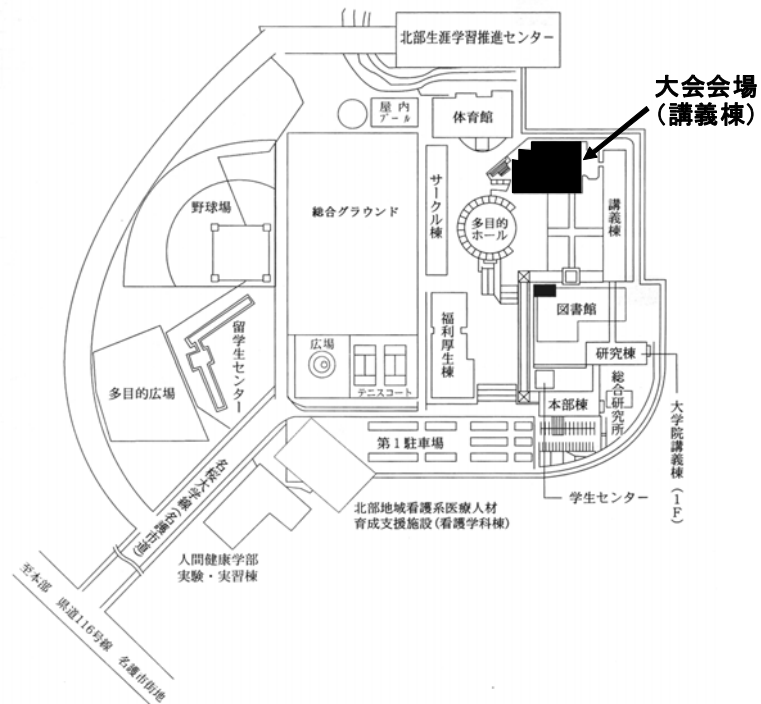 北部生涯学習推進センター
大会会場
（講義棟）
屋内
プール
体育館
サークル棟
野球場
総合グラウンド
多目的
ホール
講義棟
図書館
福利厚生棟
広場
テニスコート
留学生センター
多目的広場
研究棟
総合研究所
本部棟
大学院講義棟（1F）
第1駐車場
学生センター
名桜大学線（名護市道）
北部地域看護系医療人材
育成支援施設（看護学科棟）
人間健康学部
実験・実習棟
至本部　県道116号線　名護市街地